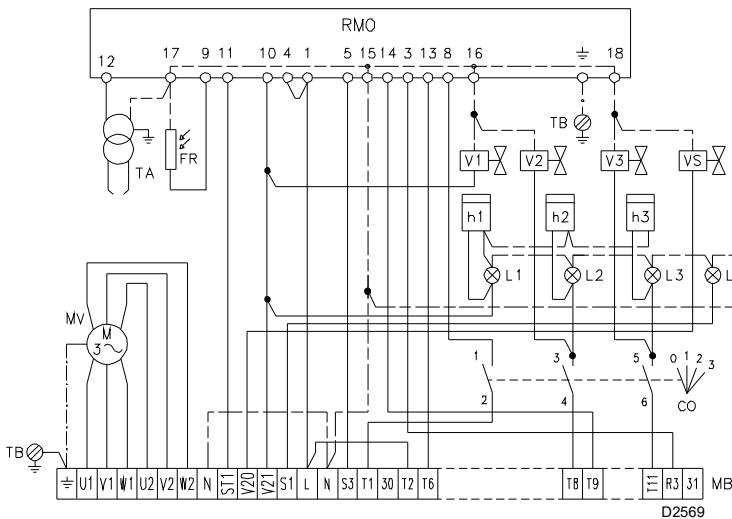 RMO
12 17 9 11 10 4 1 5 15 14 3 13 8 16 18
TB
TA FR V1 V2 V3 VS
h1 h2 h3
L1 L2 L3 L
MV M 3
1 3 5 0 1 2 3
2 4 6 CO
TB
U1 V1 W1 U2 V2 W2 N ST1 V20 V21 S1 L N S3 T1 30 T2 T6 T8 T9 T11 R3 31 MB
D2569